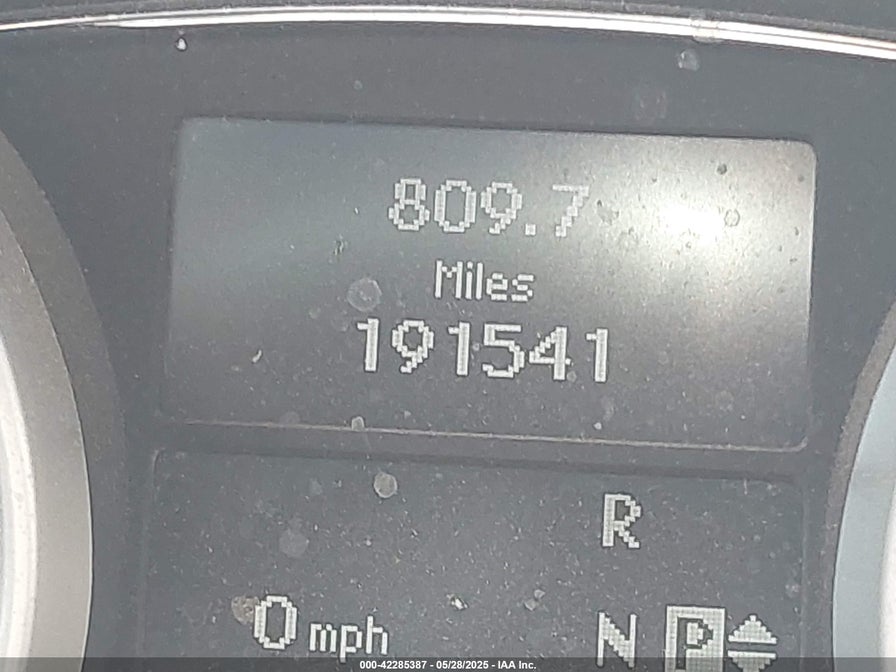 809.7
Miles
191541
R
0 mph
N P
000-42285387 - 05/28/2025 - IAA Inc.